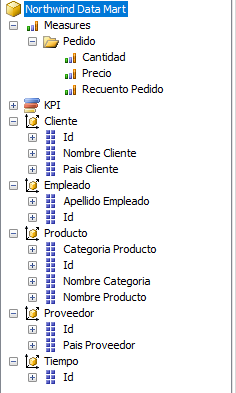 Northwind Data Mart
Measures
Pedido
Cantidad
Precio
Recuento Pedido
KPI
Cliente
Id
Nombre Cliente
Pais Cliente
Empleado
Apellido Empleado
Id
Producto
Categoria Producto
Id
Nombre Categoria
Nombre Producto
Proveedor
Id
Pais Proveedor
Tiempo
Id